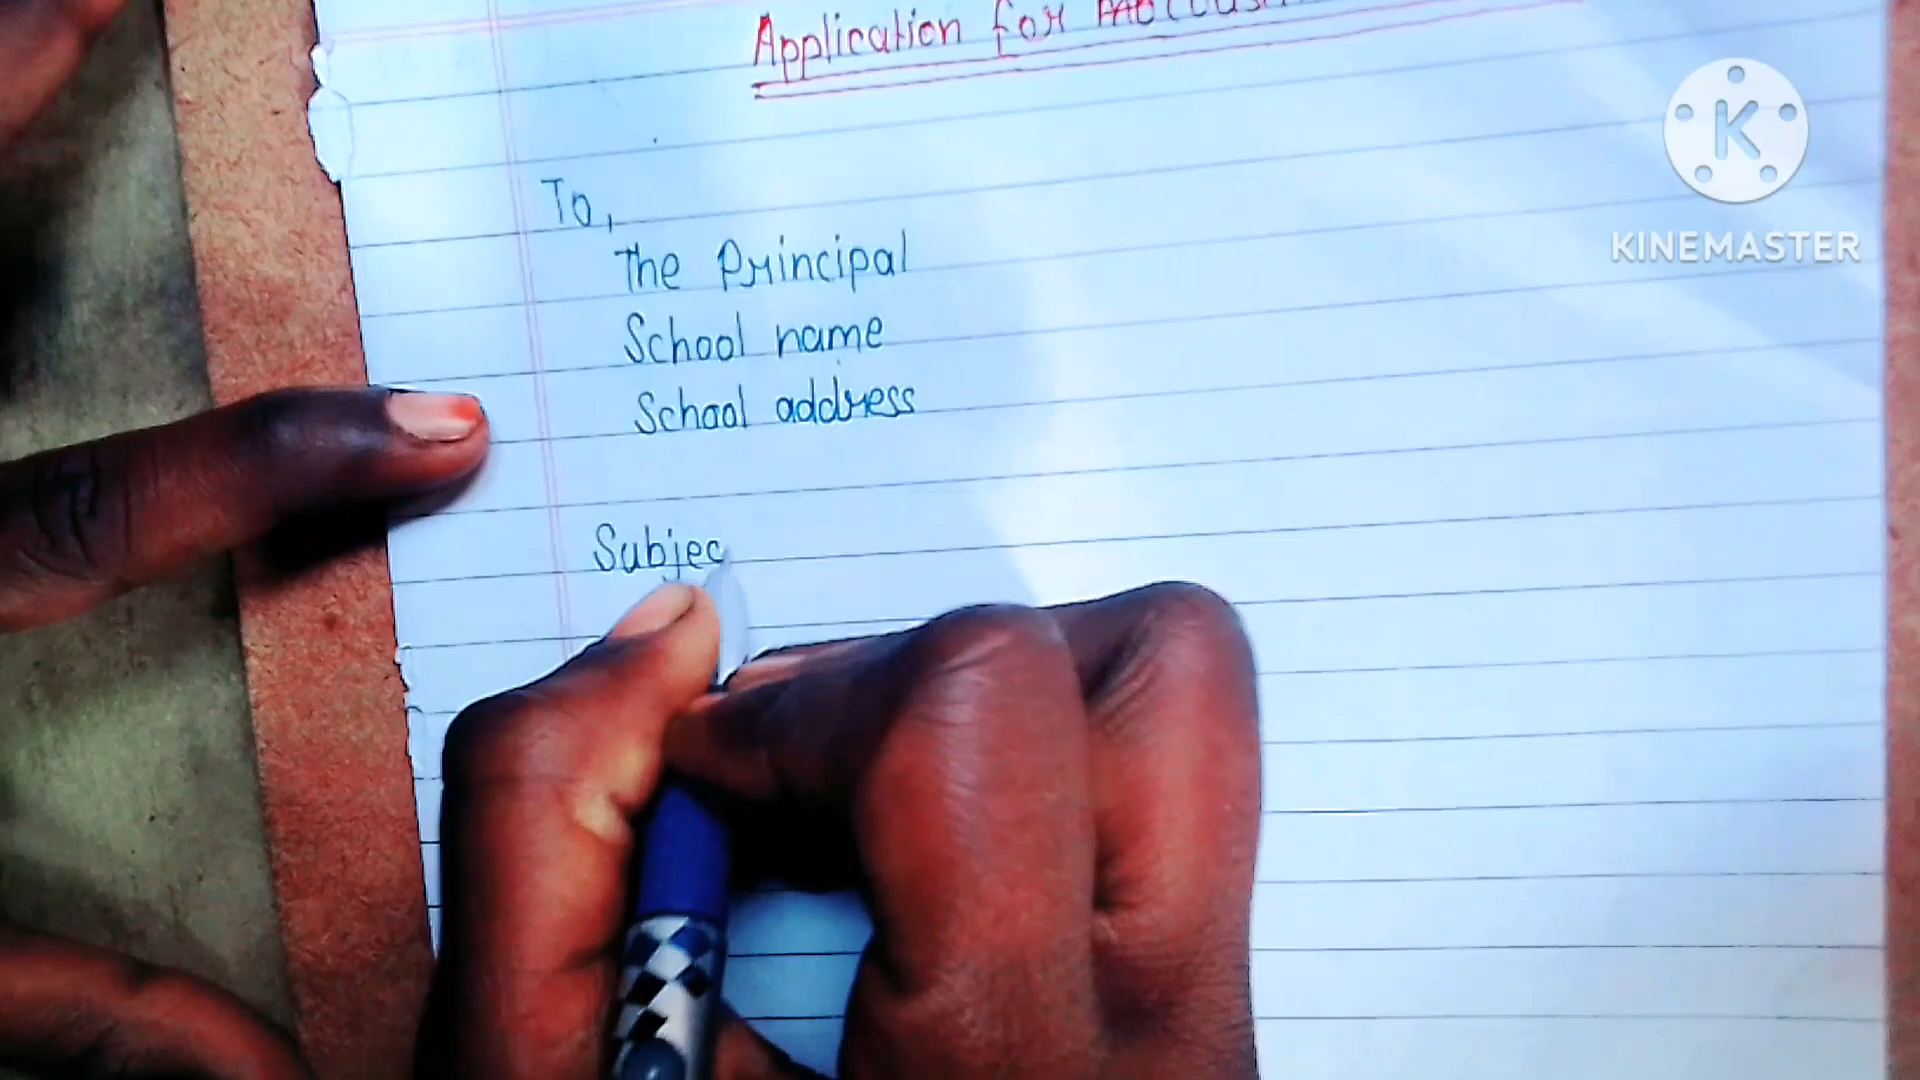 Application for
To,
The Principal
School name
School address
Subjec
K
KINEMASTER